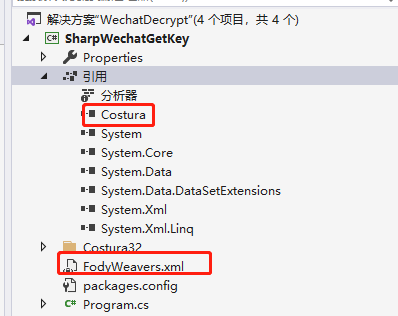 解决方案"WechatDecrypt"(4 个项目，共 4 个)
C# SharpWechatGetKey
Properties
引用
分析器
Costura
System
System.Core
System.Data
System.Data.DataSetExtensions
System.Xml
System.Xml.Linq
Costura32
FodyWeavers.xml
packages.config
C# Program.cs